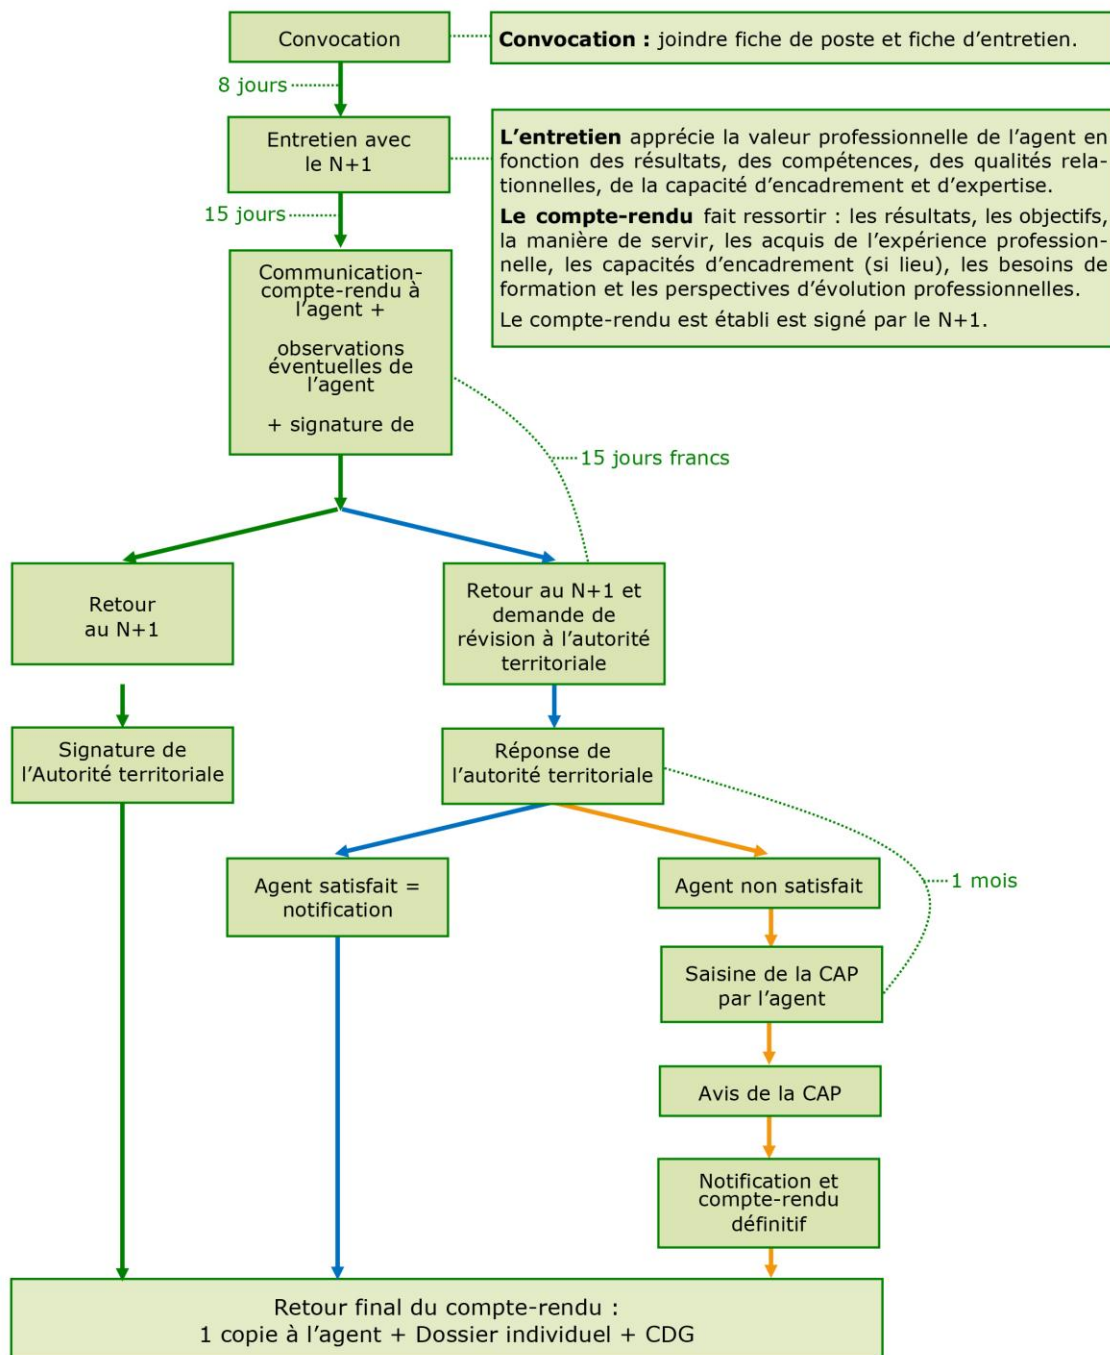 Convocation
Convocation : joindre fiche de poste et fiche d'entretien.
8 jours
Entretien avec
le N+1
L'entretien apprécie la valeur professionnelle de l'agent en
fonction des résultats, des compétences, des qualités rela-
tionnelles, de la capacité d'encadrement et d'expertise.
Le compte-rendu fait ressortir : les résultats, les objectifs,
la manière de servir, les acquis de l'expérience profession-
nelle, les capacités d'encadrement (si lieu), les besoins de
formation et les perspectives d'évolution professionnelles.
Le compte-rendu est établi est signé par le N+1.
15 jours
Communication-
compte-rendu à
l'agent +
observations
éventuelles de
l'agent
+ signature de
15 jours francs
Retour
au N+1
Retour au N+1 et
demande de
révision à l'autorité
territoriale
Signature de
l'Autorité territoriale
Réponse de
l'autorité territoriale
Agent satisfait =
notification
Agent non satisfait
1 mois
Saisine de la CAP
par l'agent
Avis de la CAP
Notification et
compte-rendu
définitif
Retour final du compte-rendu :
1 copie à l'agent + Dossier individuel + CDG